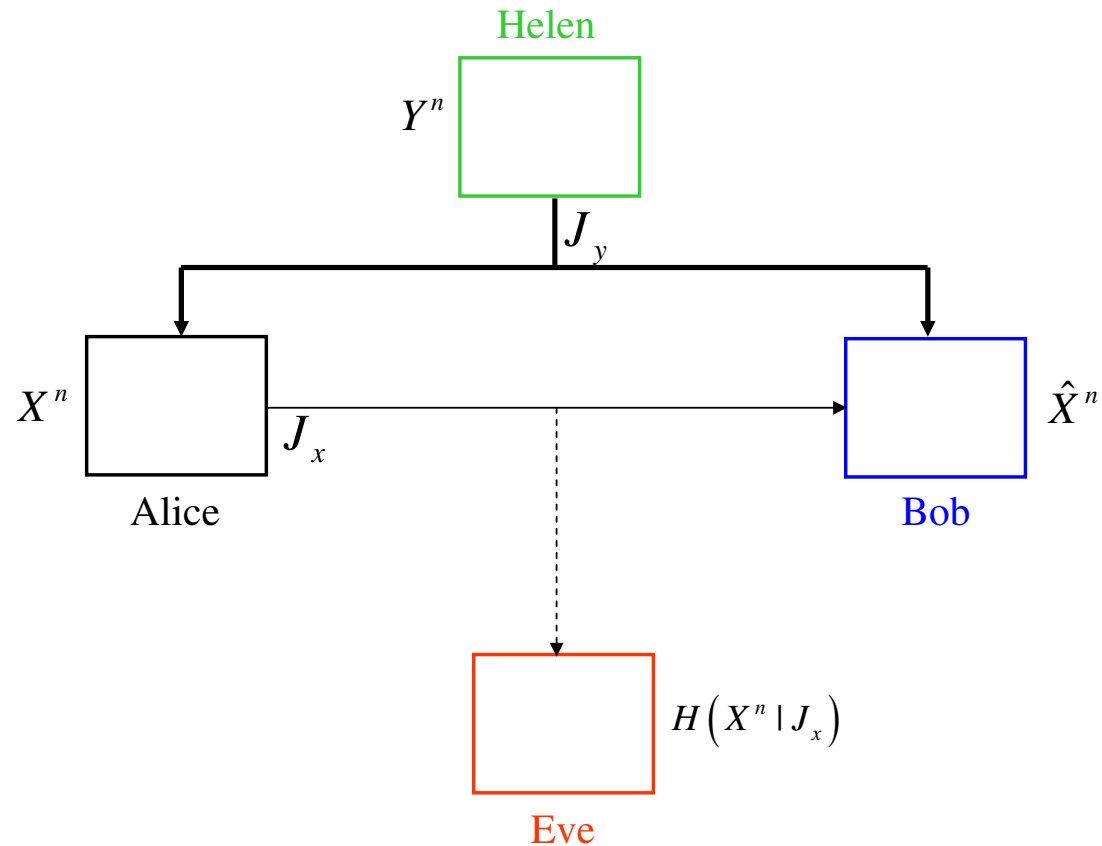 Helen
Y^n
J_y
X^n
J_x
X̂^n
Alice
Bob
H(X^n | J_x)
Eve